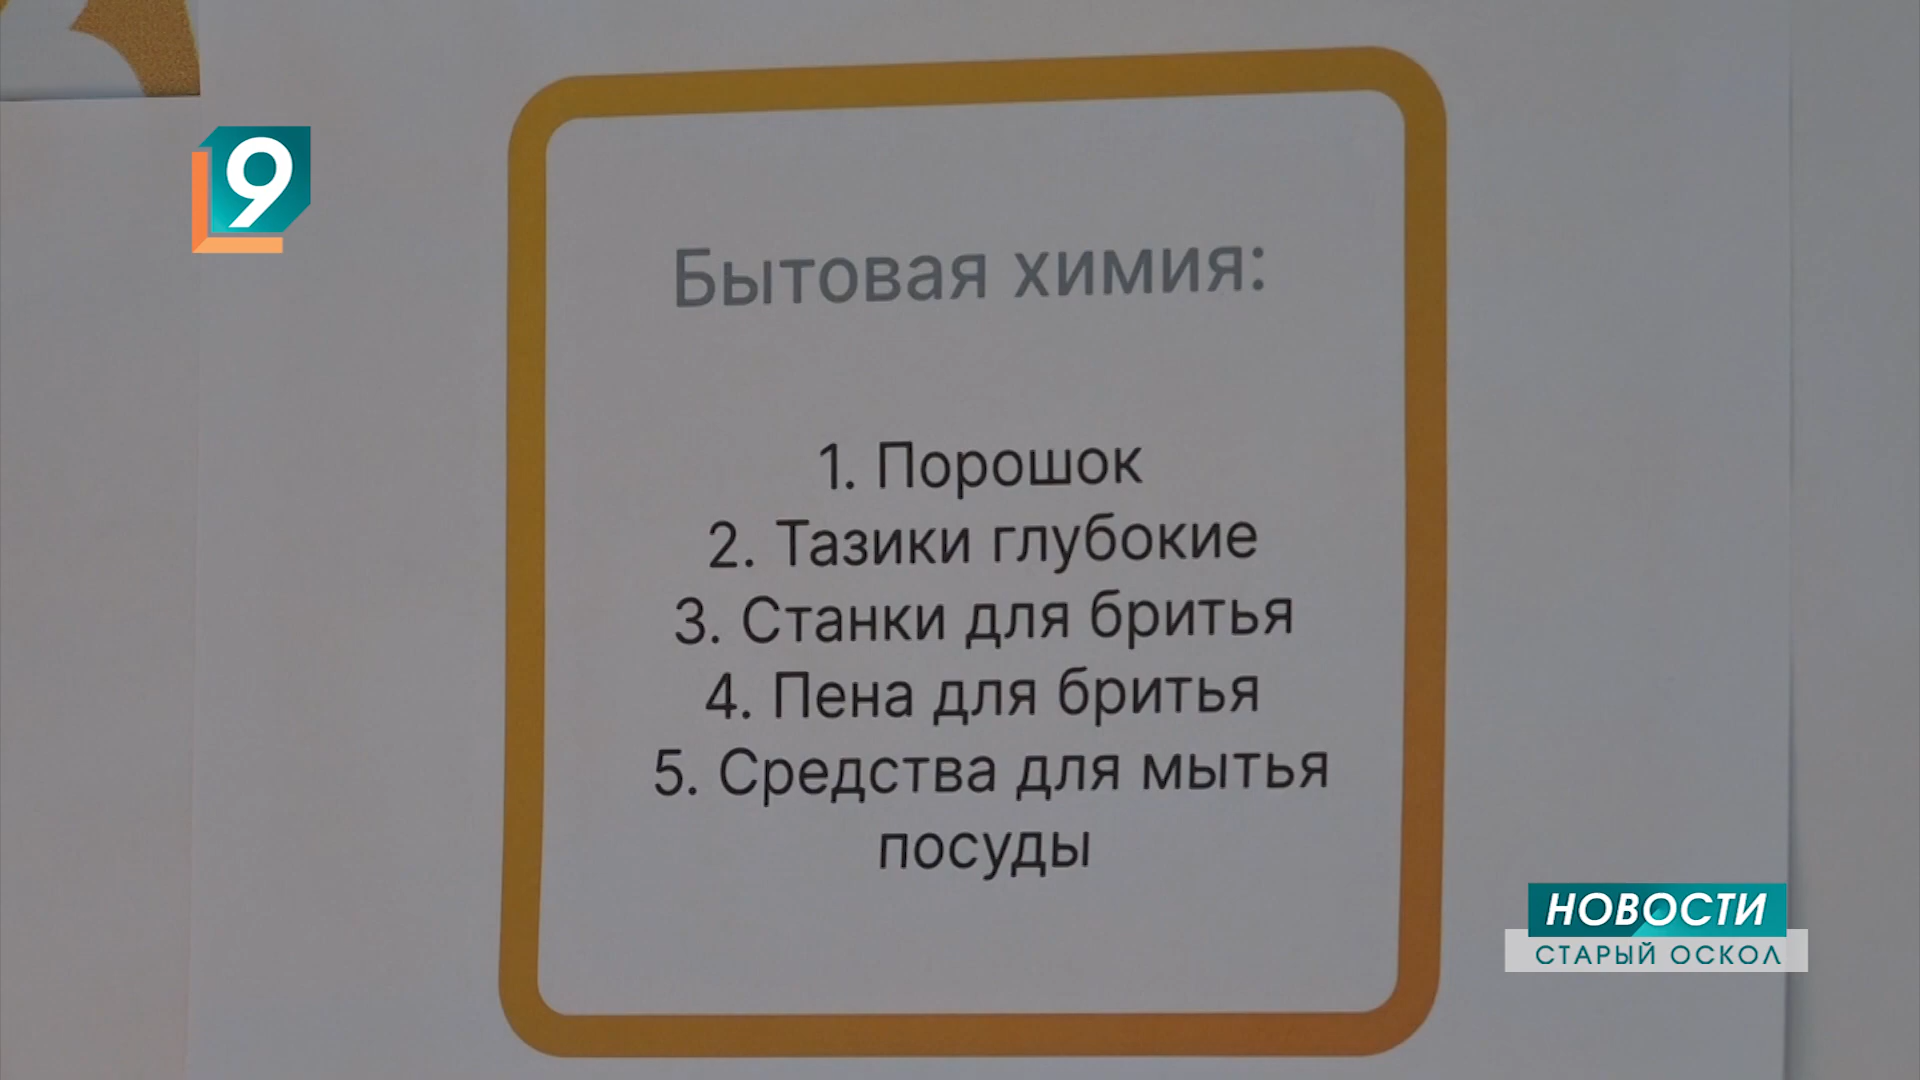 9
Бытовая химия:
1. Порошок
2. Тазики глубокие
3. Станки для бритья
4. Пена для бритья
5. Средства для мытья
посуды
НОВОСТИ
СТАРЫЙ ОСКОЛ